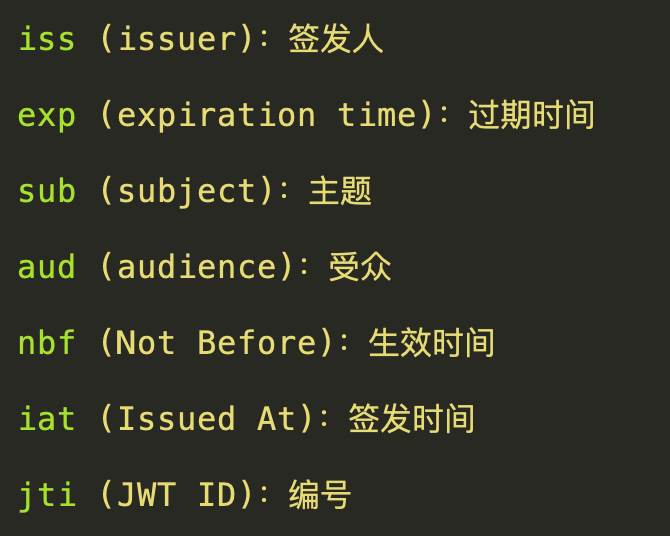 iss (issuer)：签发人
exp (expiration time)：过期时间
sub (subject)：主题
aud (audience)：受众
nbf (Not Before)：生效时间
iat (Issued At)：签发时间
jti (JWT ID)：编号